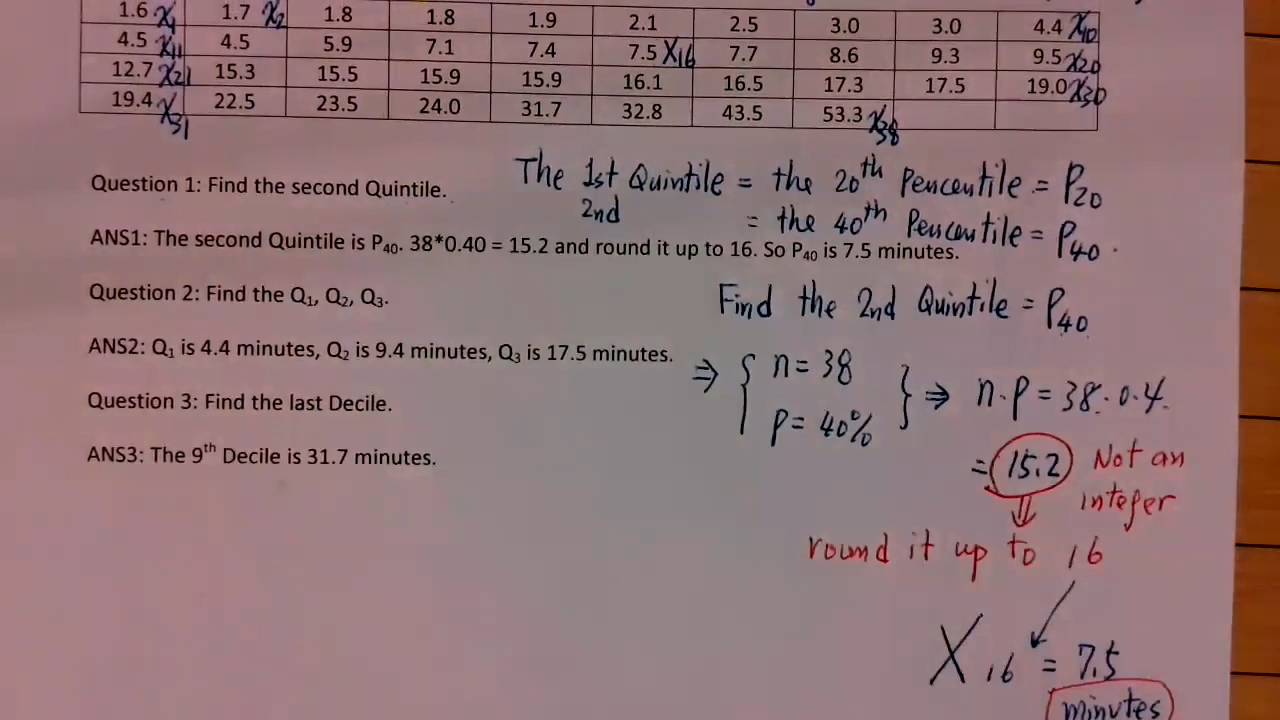 1.6 x1 1.7 x2 1.8 1.8 1.9 2.1 2.5 3.0 3.0 4.4 x10
4.5 x11 4.5 5.9 7.1 7.4 7.5 x16 7.7 8.6 9.3 9.5 x20
12.7 x21 15.3 15.5 15.9 15.9 16.1 16.5 17.3 17.5 19.0 x30
19.4 x31 22.5 23.5 24.0 31.7 32.8 43.5 53.3 x38
The 1st Quintile = the 20th Percentile = P20
Question 1: Find the second Quintile.
2nd = the 40th Percentile = P40.
ANS1: The second Quintile is P40. 38*0.40 = 15.2 and round it up to 16. So P40 is 7.5 minutes.
Question 2: Find the Q1, Q2, Q3.
Find the 2nd Quintile = P40
ANS2: Q1 is 4.4 minutes, Q2 is 9.4 minutes, Q3 is 17.5 minutes.
⇒ { n = 38
p = 40% } ⇒ n·p = 38·0.4
Question 3: Find the last Decile.
ANS3: The 9th Decile is 31.7 minutes.
= 15.2 Not an
integer
round it up to 16
X16 = 7.5
minutes